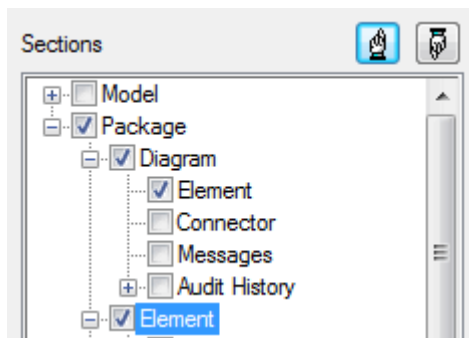 Sections
Model
Package
Diagram
Element
Connector
Messages
Audit History
Element